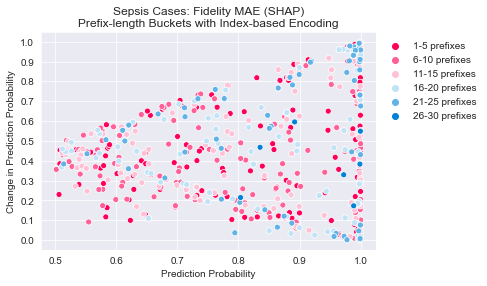 Sepsis Cases: Fidelity MAE (SHAP)
Prefix-length Buckets with Index-based Encoding
Change in Prediction Probability
1.0
0.9
0.8
0.7
0.6
0.5
0.4
0.3
0.2
0.1
0.0
0.5
0.6
0.7
0.8
0.9
1.0
Prediction Probability
1-5 prefixes
6-10 prefixes
11-15 prefixes
16-20 prefixes
21-25 prefixes
26-30 prefixes